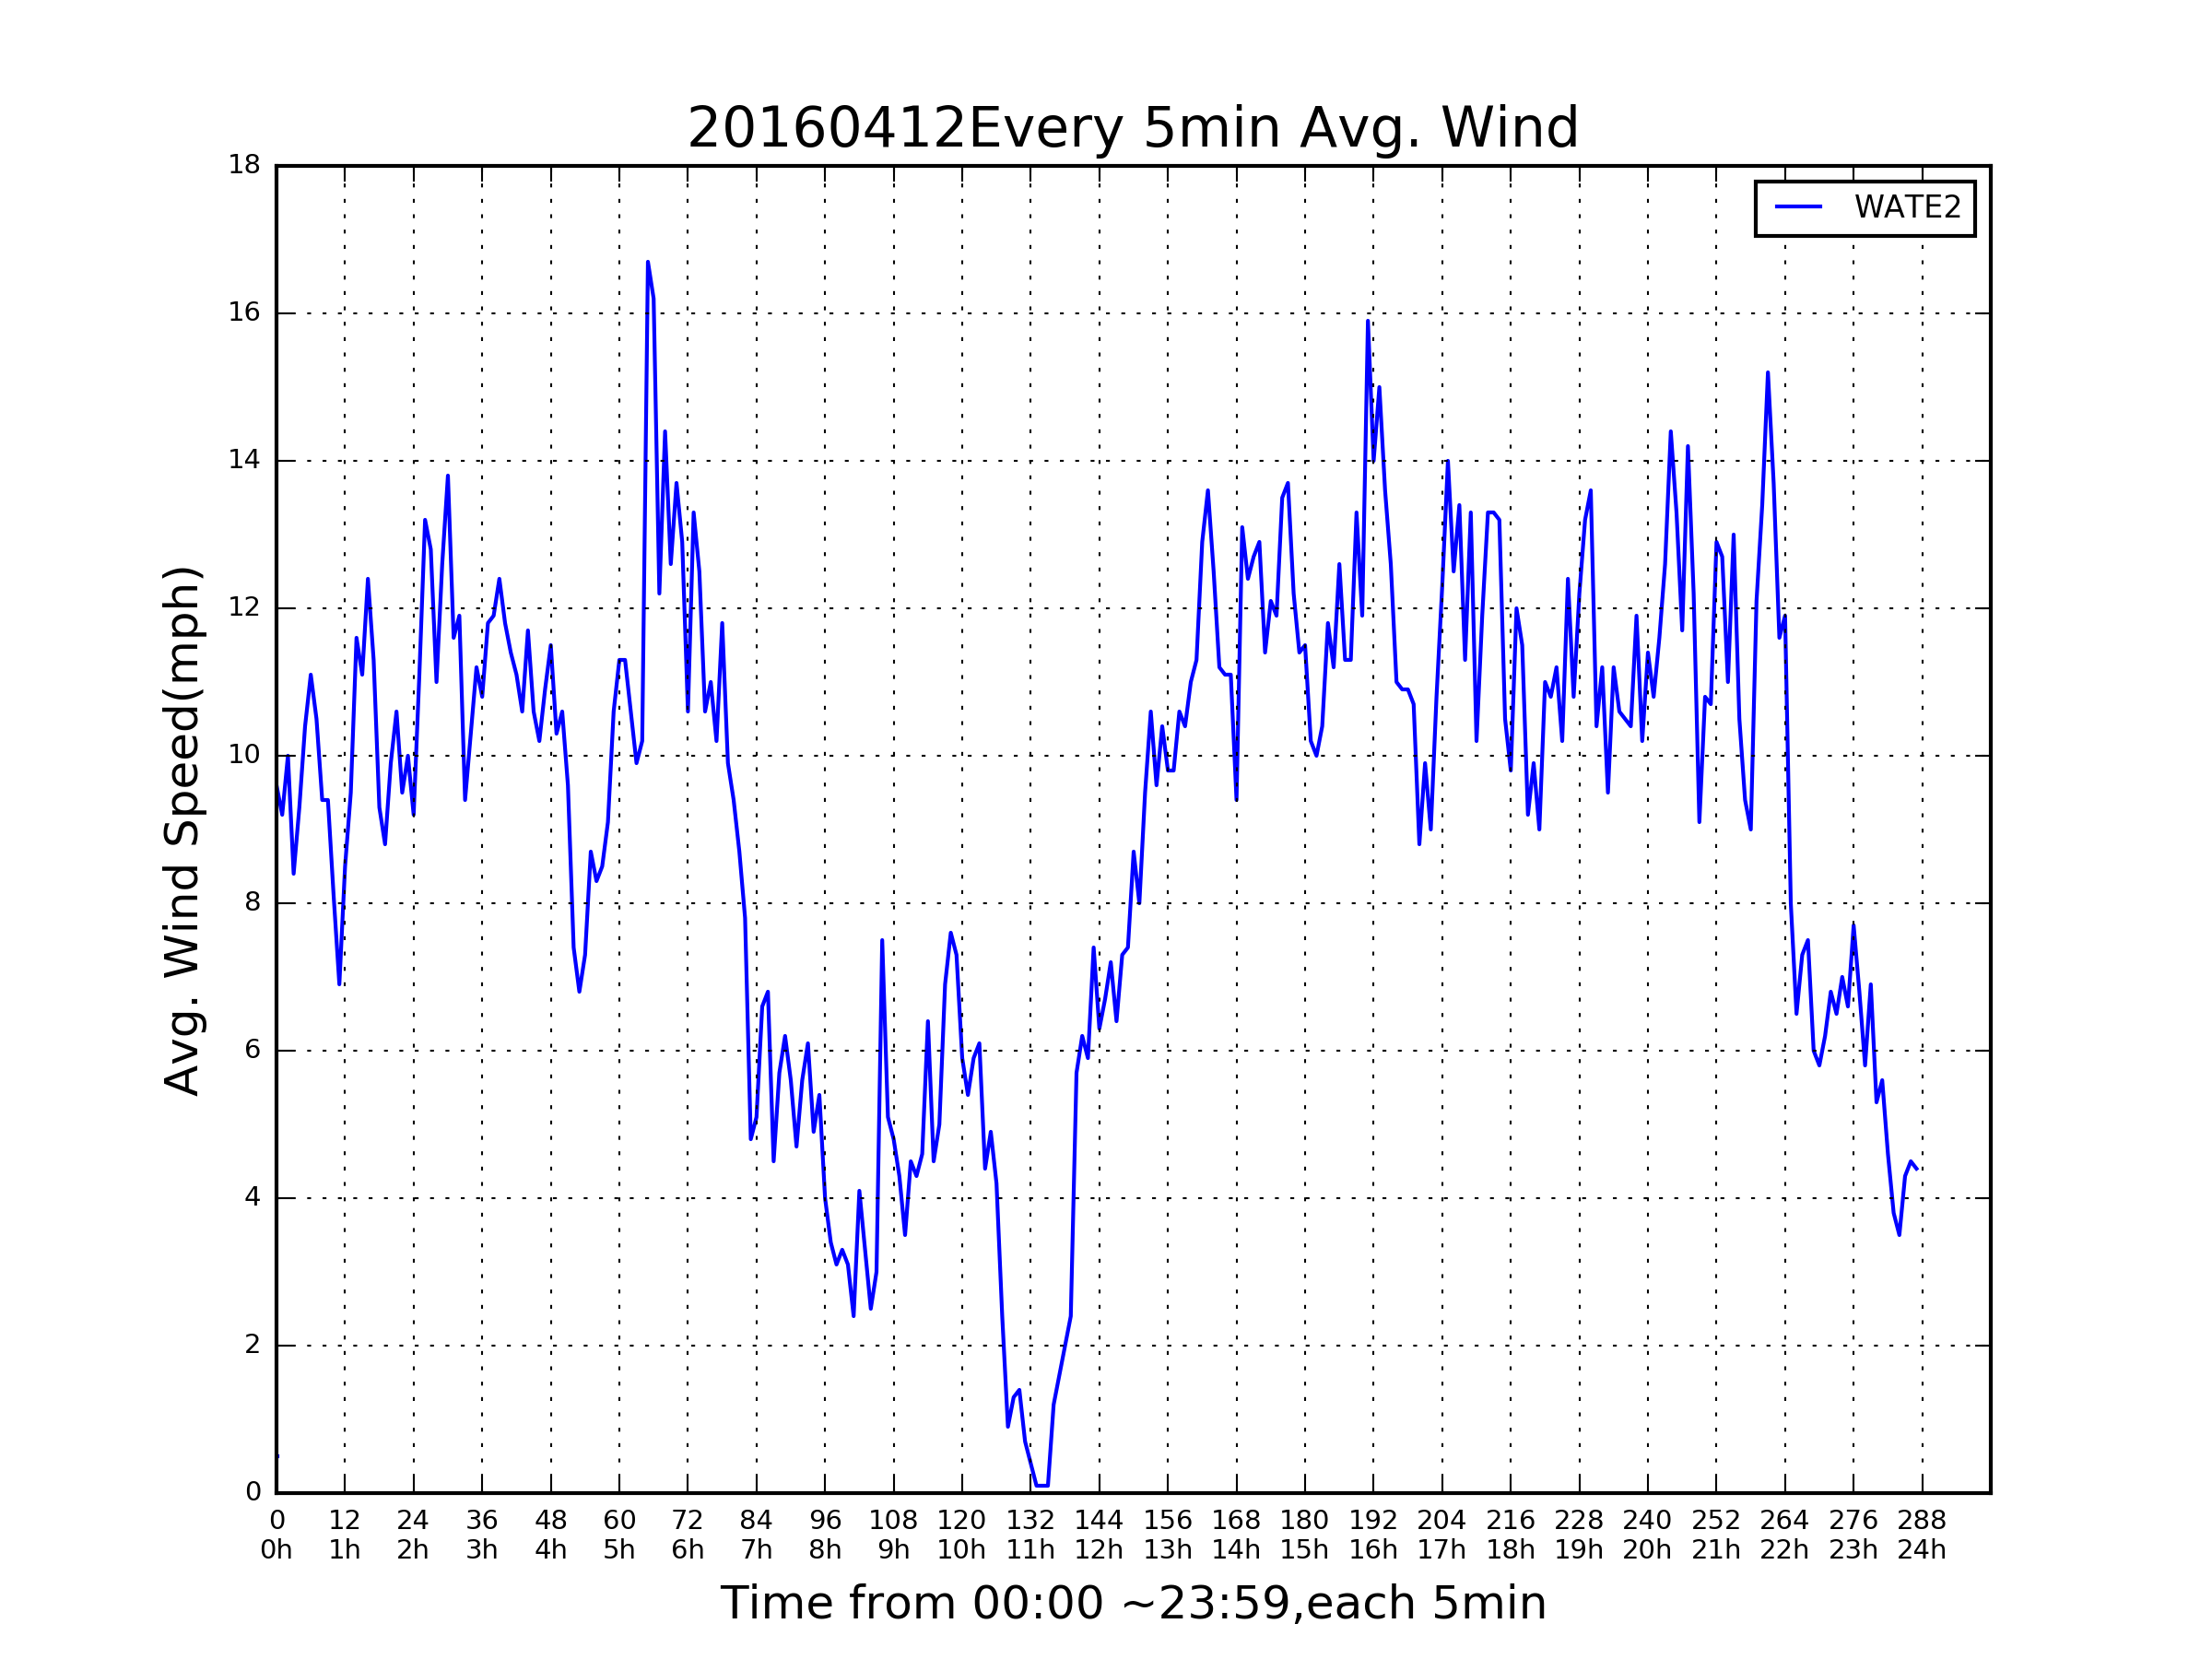 20160412Every 5min Avg. Wind
WATE2
Avg. Wind Speed(mph)
18
16
14
12
10
8
6
4
2
0
0 12 24 36 48 60 72 84 96 108 120 132 144 156 168 180 192 204 216 228 240 252 264 276 288
0h 1h 2h 3h 4h 5h 6h 7h 8h 9h 10h 11h 12h 13h 14h 15h 16h 17h 18h 19h 20h 21h 22h 23h 24h
Time from 00:00 ~23:59,each 5min